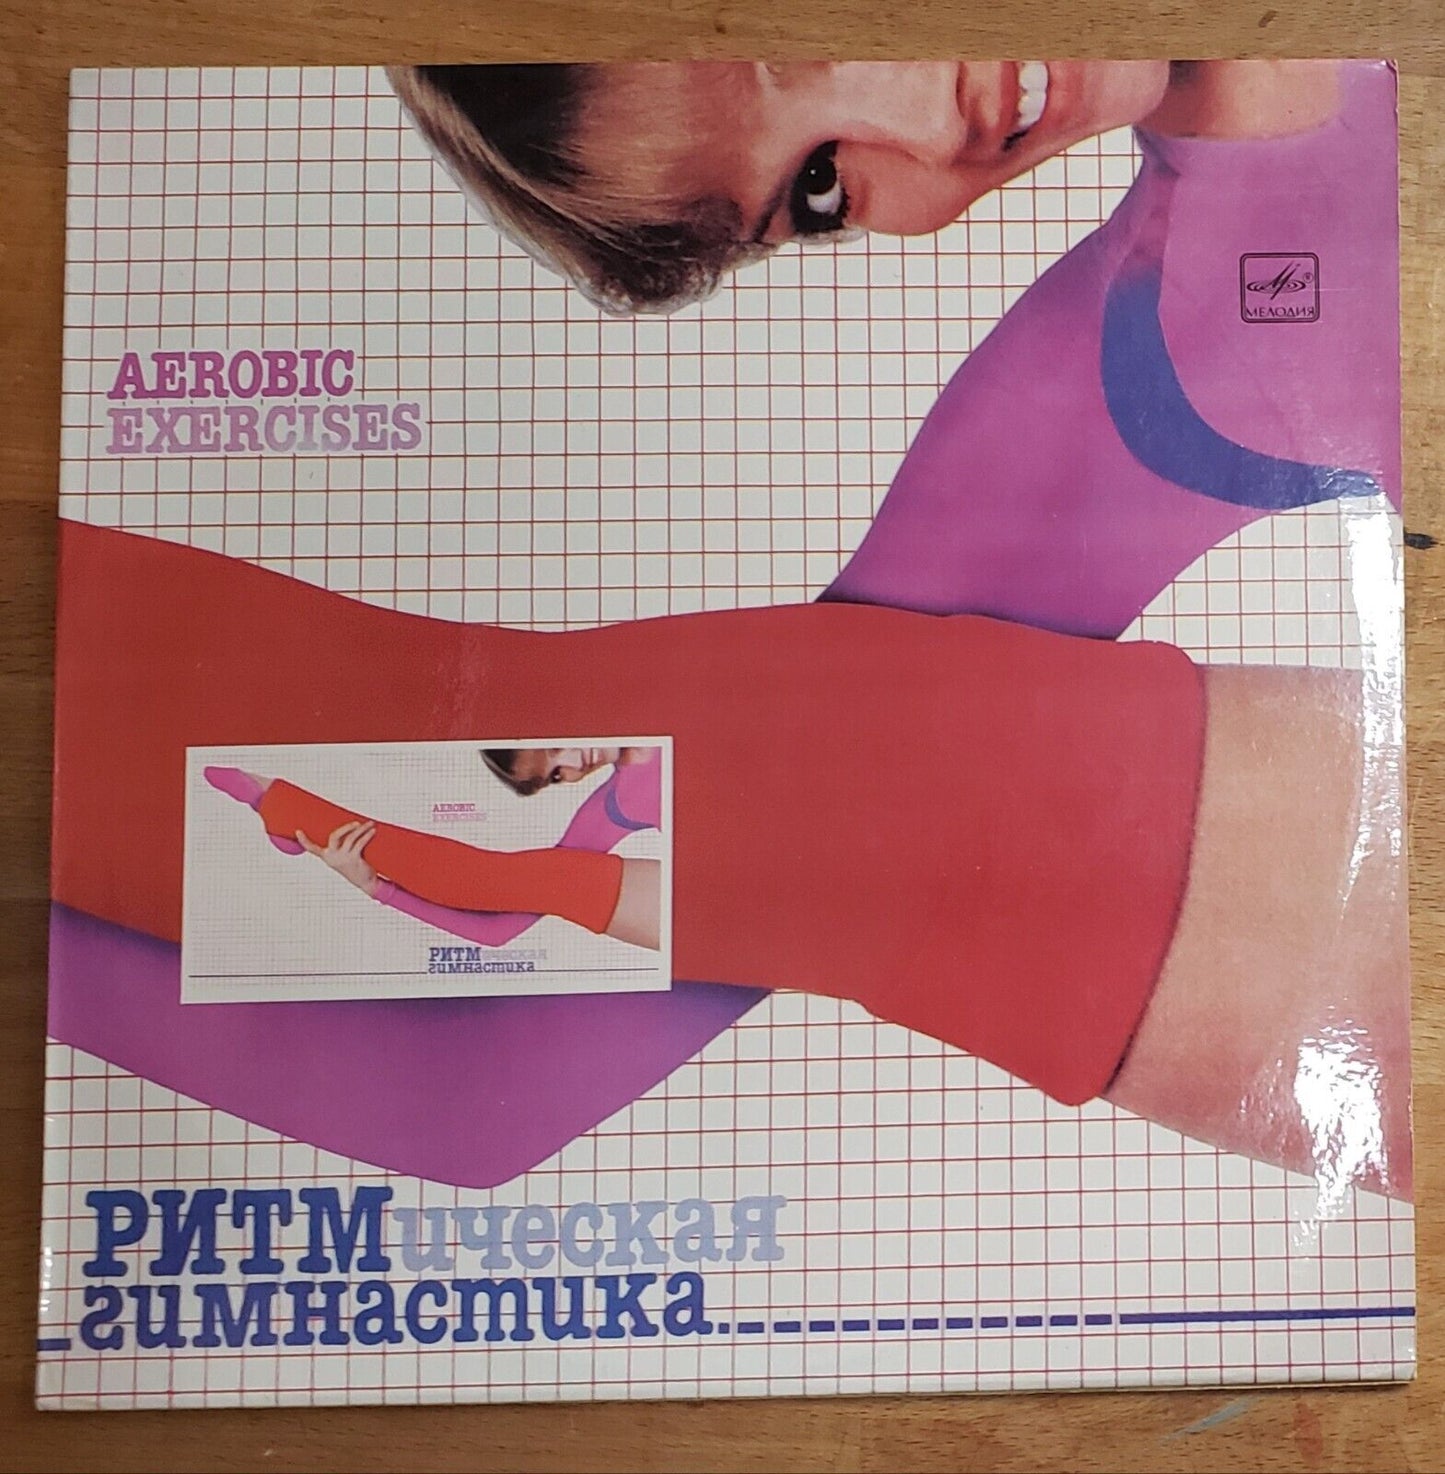 МЕЛОДИЯ
AEROBIC
EXERCISES
AEROBIC
EXERCISES
РИТМическая
гимнастика
РИТМическая
гимнастика